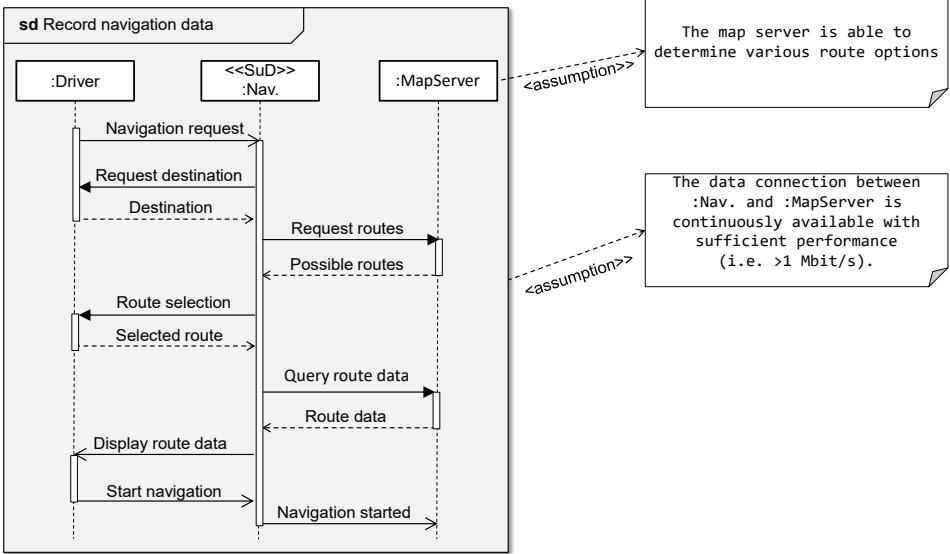 sd Record navigation data
:Driver
<<SuD>>
:Nav.
:MapServer
Navigation request
Request destination
Destination
Request routes
Possible routes
Route selection
Selected route
Query route data
Route data
Display route data
Start navigation
Navigation started
<assumption>>
The map server is able to
determine various route options
<assumption>>
The data connection between
:Nav. and :MapServer is
continuously available with
sufficient performance
(i.e. >1 Mbit/s).